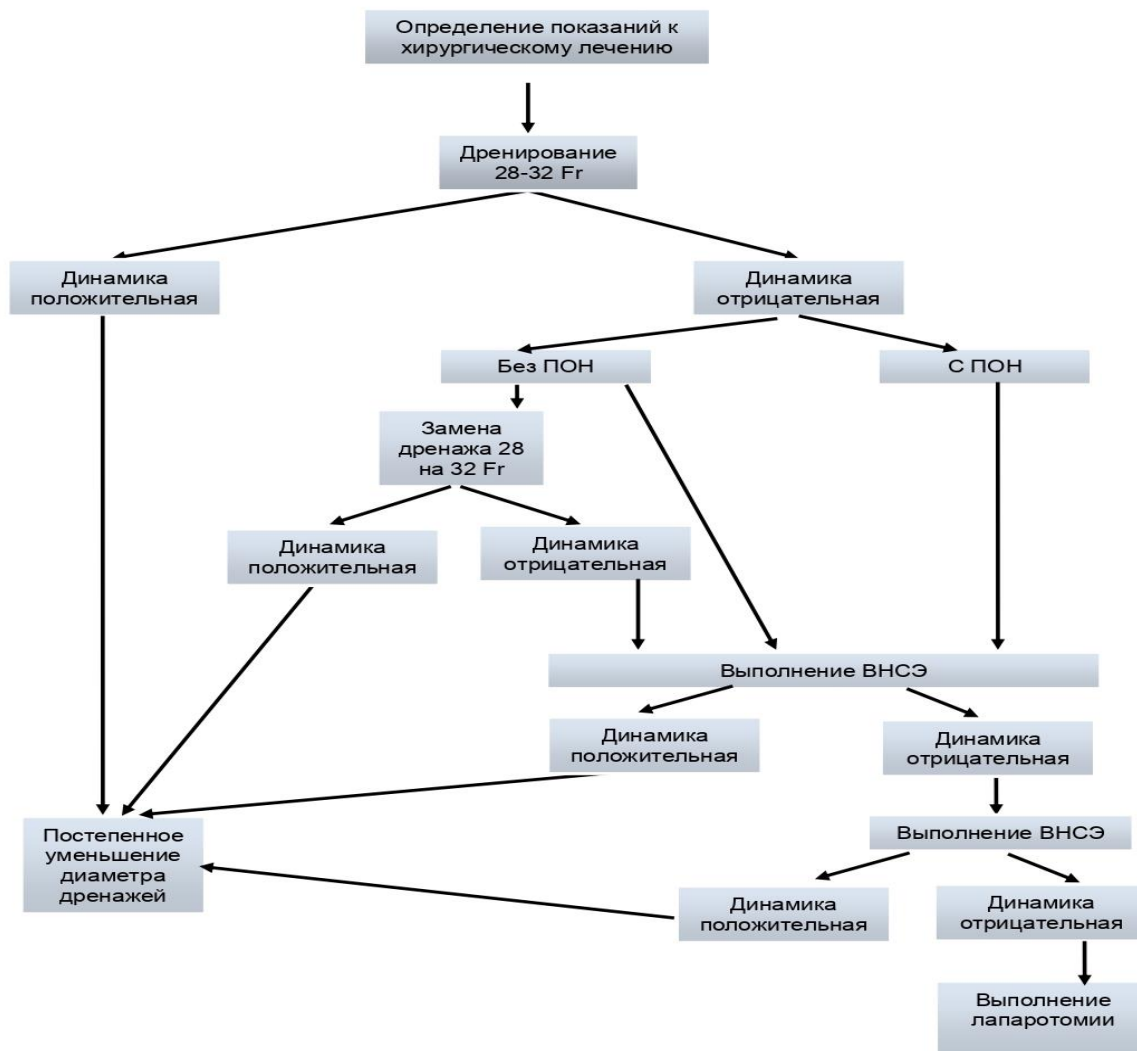 Определение показаний к
хирургическому лечению
Дренирование
28-32 Fr
Динамика
положительная
Динамика
отрицательная
Без ПОН
С ПОН
Замена
дренажа 28
на 32 Fr
Динамика
положительная
Динамика
отрицательная
Выполнение ВНСЭ
Динамика
положительная
Динамика
отрицательная
Постепенное
уменьшение
диаметра
дренажей
Выполнение ВНСЭ
Динамика
положительная
Динамика
отрицательная
Выполнение
лапаротомии